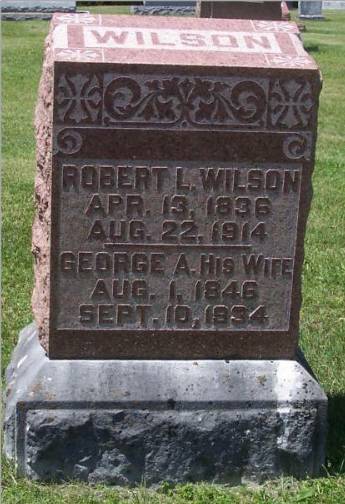 WILSON
ROBERT L. WILSON
APR. 13, 1836
AUG. 22, 1914
GEORGE A. HIS WIFE
AUG. 1, 1846
SEPT. 10, 1934